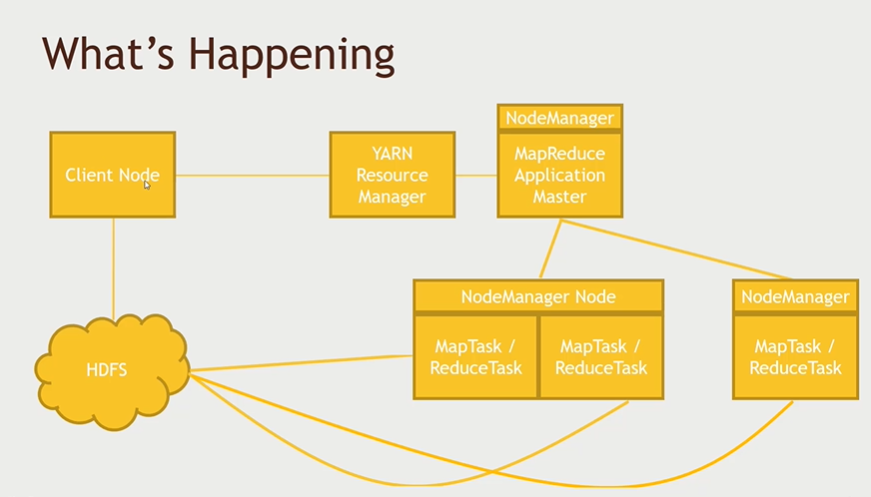 What’s Happening
Client Node
YARN
Resource
Manager
NodeManager
MapReduce
Application
Master
NodeManager Node
MapTask /
ReduceTask
MapTask /
ReduceTask
NodeManager
MapTask /
ReduceTask
HDFS